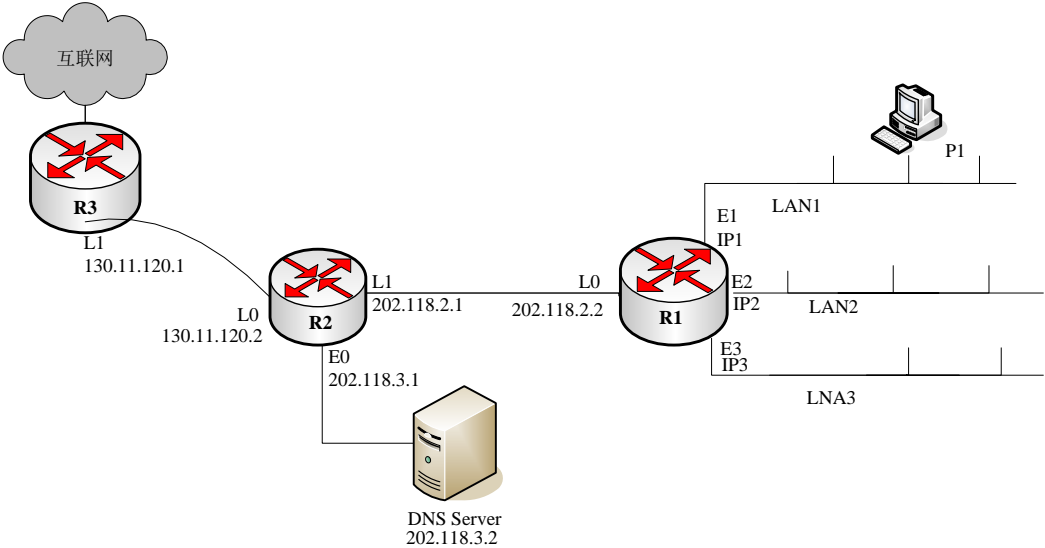 互联网
R3
L1
130.11.120.1
L0
130.11.120.2
R2
L1
202.118.2.1
E0
202.118.3.1
DNS Server
202.118.3.2
L0
202.118.2.2
R1
E1
IP1
E2
IP2
E3
IP3
P1
LAN1
LAN2
LNA3